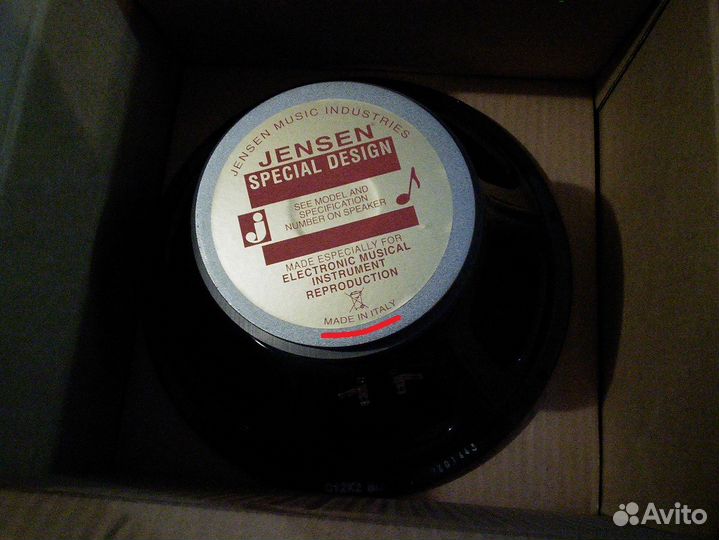 JENSEN MUSIC INDUSTRIES
JENSEN
SPECIAL DESIGN
SEE MODEL AND
SPECIFICATION
NUMBER ON SPEAKER
j
MADE ESPECIALLY FOR
ELECTRONIC MUSICAL
INSTRUMENT
REPRODUCTION
MADE IN ITALY
Avito